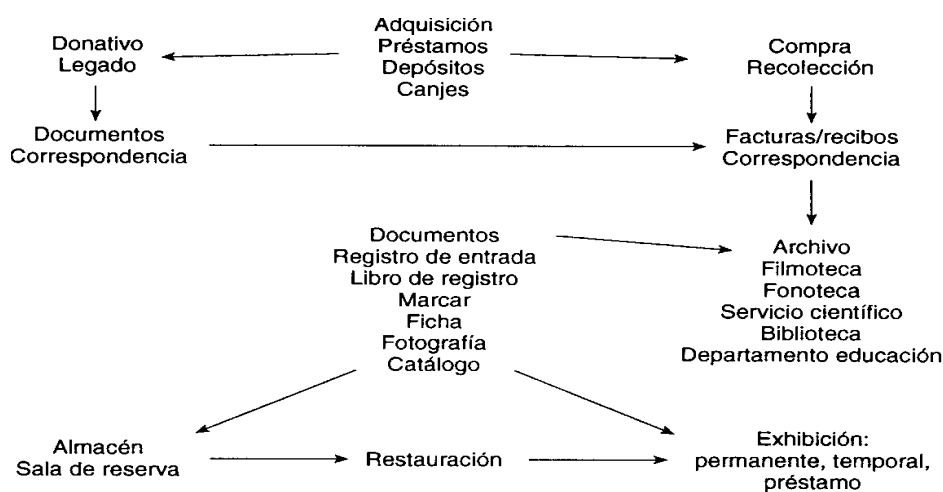 Adquisición
Préstamos
Depósitos
Canjes
Donativo
Legado
Compra
Recolección
Documentos
Correspondencia
Facturas/recibos
Correspondencia
Documentos
Registro de entrada
Libro de registro
Marcar
Ficha
Fotografía
Catálogo
Archivo
Filmoteca
Fonoteca
Servicio científico
Biblioteca
Departamento educación
Almacén
Sala de reserva
Restauración
Exhibición:
permanente, temporal,
préstamo